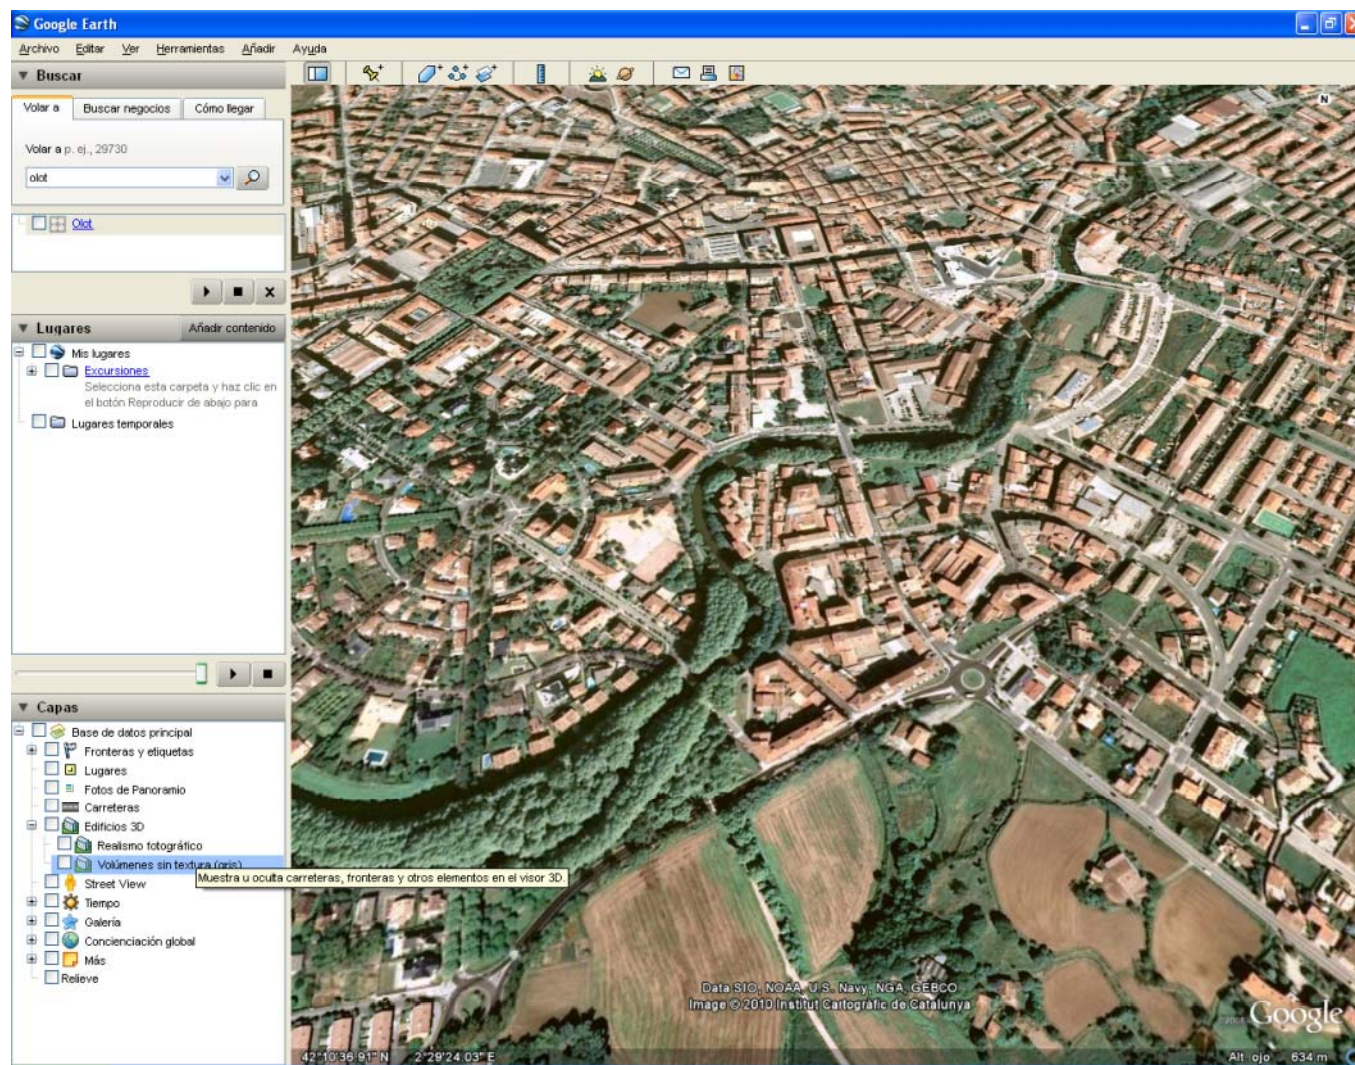 Google Earth
Archivo Editar Ver Herramientas Añadir Ayuda
Buscar
Volar a Buscar negocios Cómo llegar
Volar a p. ej., 29730
olot
Olot
Lugares Añadir contenido
Mis lugares
Excursiones
Selecciona esta carpeta y haz clic en
el botón Reproducir de abajo para
Lugares temporales
Capas
Base de datos principal
Fronteras y etiquetas
Lugares
Fotos de Panoramio
Carreteras
Edificios 3D
Realismo fotográfico
Volúmenes sin textura (gris)
Muestra u oculta carreteras, fronteras y otros elementos en el visor 3D.
Street View
Tiempo
Galería
Concienciación global
Más
Relieve
N
Data SIO, NOAA, U.S. Navy, NGA, GEBCO
Image © 2010 Institut Cartogràfic de Catalunya
Google
42°10'36.91" N 2°29'24.03" E
Alt. ojo 634 m